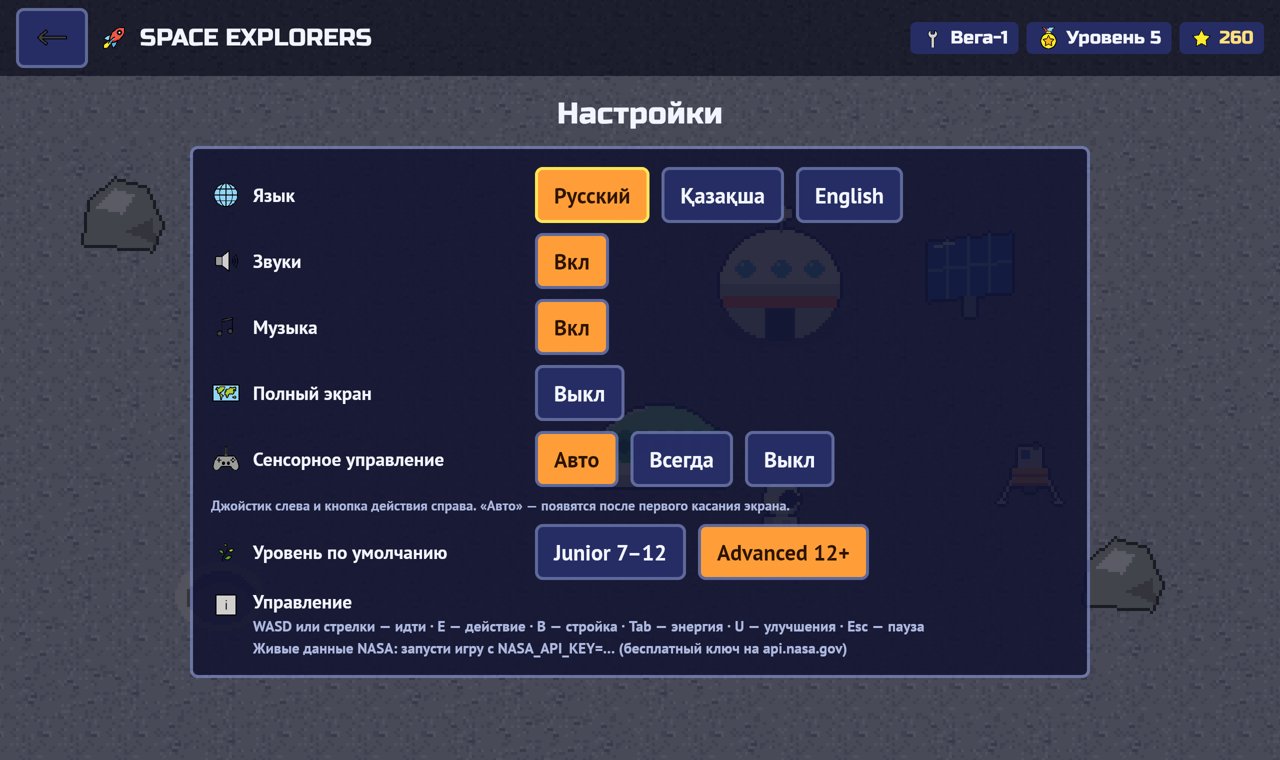 SPACE EXPLORERS
Вега-1
Уровень 5
260
Настройки
Язык
Русский
Қазақша
English
Звуки
Вкл
Музыка
Вкл
Полный экран
Выкл
Сенсорное управление
Авто
Всегда
Выкл
Джойстик слева и кнопка действия справа. «Авто» — появятся после первого касания экрана.
Уровень по умолчанию
Junior 7–12
Advanced 12+
Управление
WASD или стрелки — идти · E — действие · B — стройка · Tab — энергия · U — улучшения · Esc — пауза
Живые данные NASA: запусти игру с NASA_API_KEY=… (бесплатный ключ на api.nasa.gov)